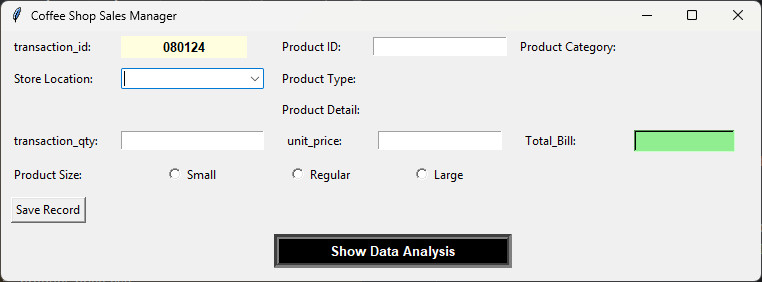 Coffee Shop Sales Manager
transaction_id: 080124 Product ID: Product Category:
Store Location: Product Type:
Product Detail:
transaction_qty: unit_price: Total_Bill:
Product Size: Small Regular Large
Save Record
Show Data Analysis